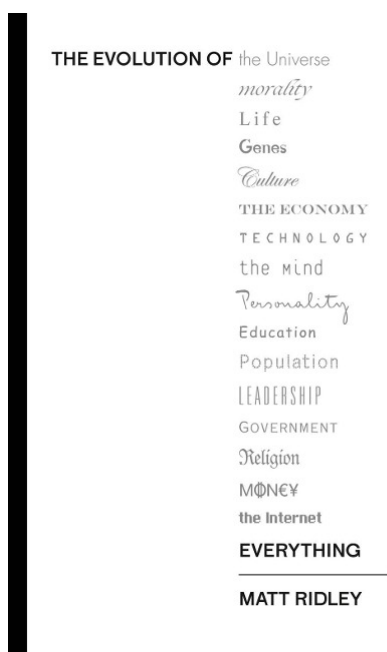 THE EVOLUTION OF the Universe
morality
Life
Genes
Culture
THE ECONOMY
TECHNOLOGY
the mind
Personality
Education
Population
LEADERSHIP
GOVERNMENT
Religion
MΦN€¥
the Internet
EVERYTHING
MATT RIDLEY